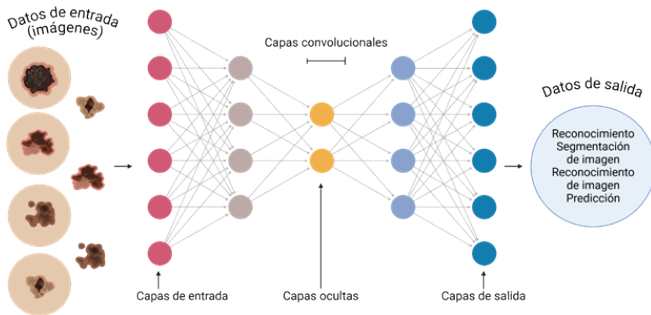 Datos de entrada
(imágenes)
Capas convolucionales
Datos de salida
Reconocimiento
Segmentación
de imagen
Reconocimiento
de imagen
Predicción
Capas de entrada
Capas ocultas
Capas de salida